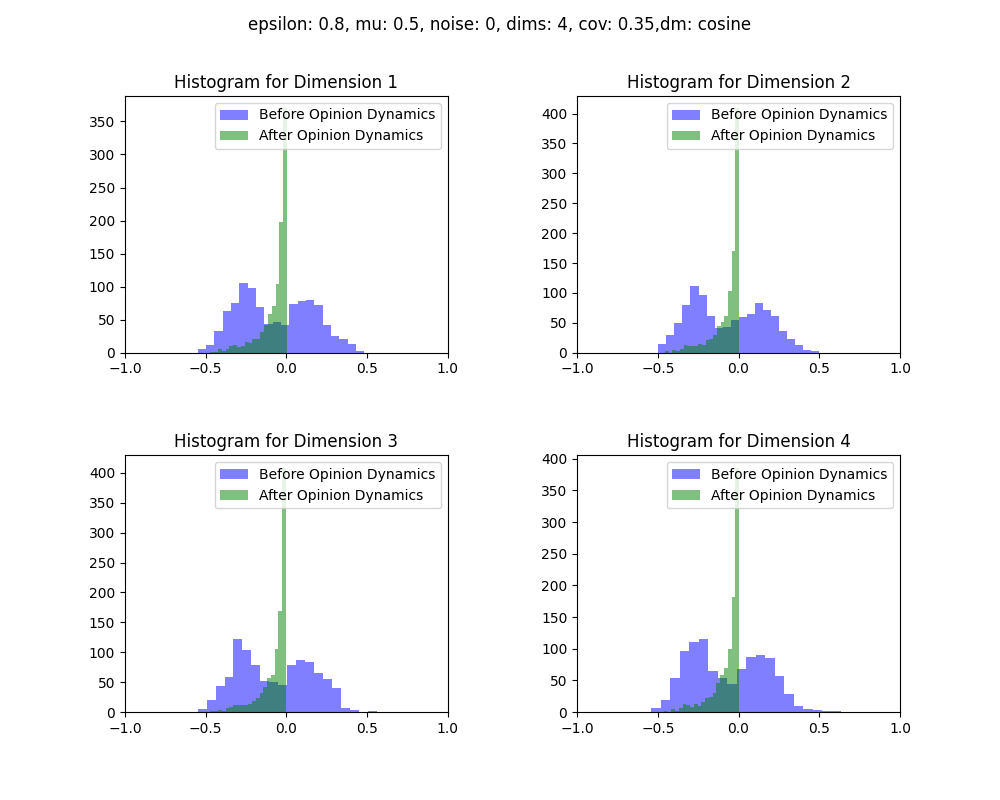 epsilon: 0.8, mu: 0.5, noise: 0, dims: 4, cov: 0.35,dm: cosine
Histogram for Dimension 1
Before Opinion Dynamics
After Opinion Dynamics
350
300
250
200
150
100
50
0
−1.0 −0.5 0.0 0.5 1.0
Histogram for Dimension 2
Before Opinion Dynamics
After Opinion Dynamics
400
350
300
250
200
150
100
50
0
−1.0 −0.5 0.0 0.5 1.0
Histogram for Dimension 3
Before Opinion Dynamics
After Opinion Dynamics
400
350
300
250
200
150
100
50
0
−1.0 −0.5 0.0 0.5 1.0
Histogram for Dimension 4
Before Opinion Dynamics
After Opinion Dynamics
400
350
300
250
200
150
100
50
0
−1.0 −0.5 0.0 0.5 1.0